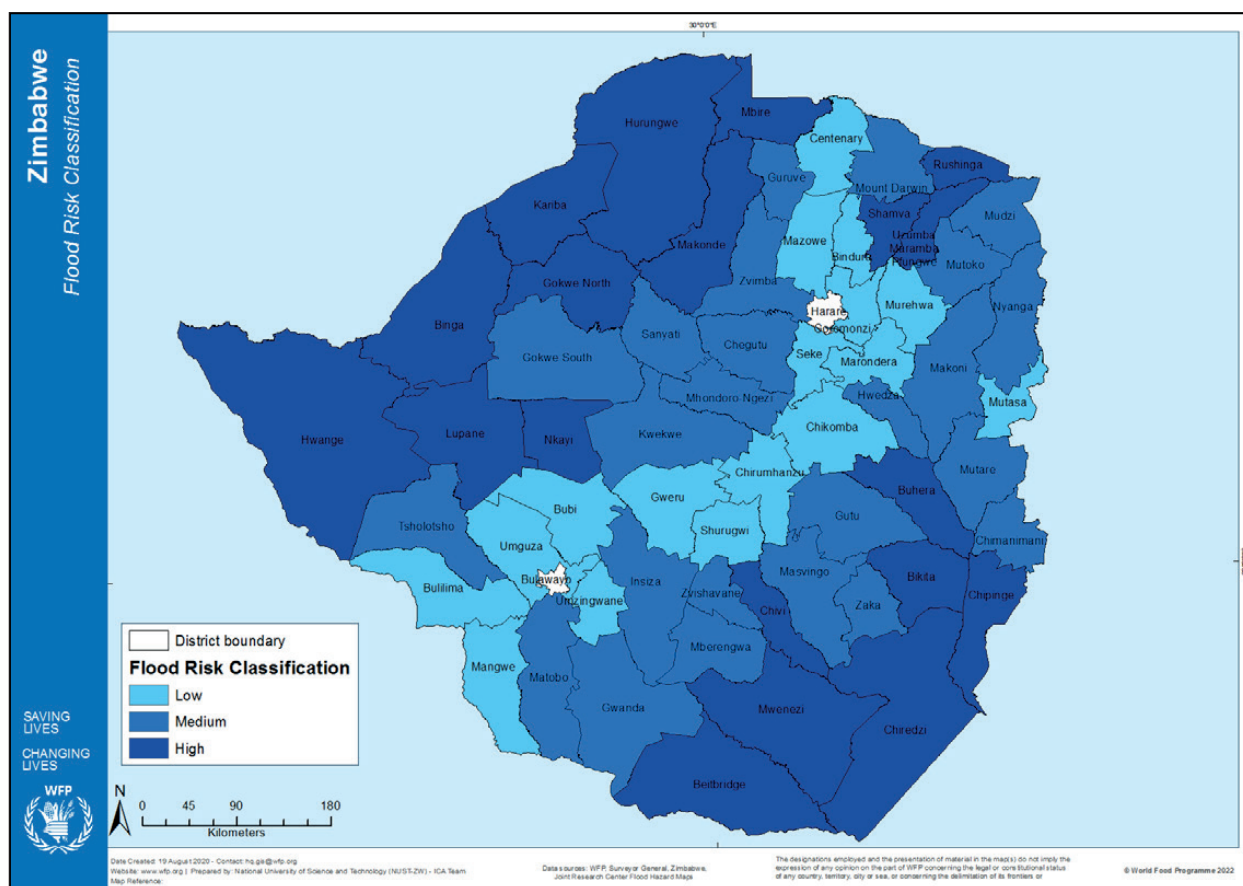 Zimbabwe
Flood Risk Classification
30°0'0"E
Hurungwe
Mbire
Centenary
Rushinga
Guruve
Mount Darwin
Kariba
Shamva
Mudzi
Makonde
Mazowe
Uzumba
Maramba
Pfungwe
Bindura
Mutoko
Gokwe North
Zvimba
Murehwa
Nyanga
Harare
Binga
Sanyati
Chegutu
Goromonzi
Gokwe South
Seke
Marondera
Makoni
Mhondoro-Ngezi
Hwedza
Mutasa
Hwange
Lupane
Nkayi
Kwekwe
Chikomba
Chirumhanzu
Mutare
Buhera
Gweru
Bubi
Gutu
Tsholotsho
Shurugwi
Chimanimani
Umguza
Masvingo
Bikita
Bulawayo
Insiza
Bulilima
Umzingwane
Zvishavane
Chivi
Zaka
Chipinge
Mberengwa
Mangwe
Matobo
Gwanda
Mwenezi
Chiredzi
Beitbridge
District boundary
Flood Risk Classification
Low
Medium
High
SAVING
LIVES
CHANGING
LIVES
WFP
N
0 45 90 180
Kilometers
Date Created: 19 August 2020 - Contact: hq.gis@wfp.org
Website: www.wfp.org | Prepared by: National University of Science and Technology (NUST-ZW) - ICA Team
Map Reference:
Data sources: WFP, Surveyor General, Zimbabwe,
Joint Research Center Flood Hazard Maps
The designations employed and the presentation of material in the map(s) do not imply the
expression of any opinion on the part of WFP concerning the legal or constitutional status
of any country, territory, city or sea, or concerning the delimitation of its frontiers or
© World Food Programme 2022